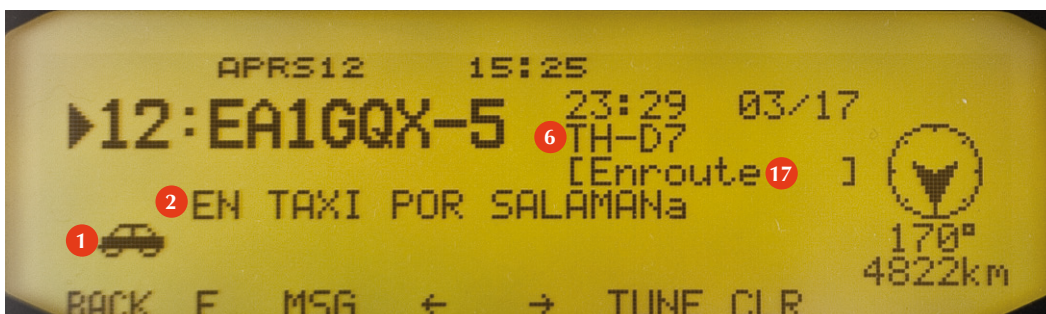 APRS12 15:25
▶12:EA1GQX-5 23:29 03/17
6 TH-D7
[Enroute 17 ]
2 EN TAXI POR SALAMANa
1
170°
4822km
BACK F MSG ← → TUNE CLR